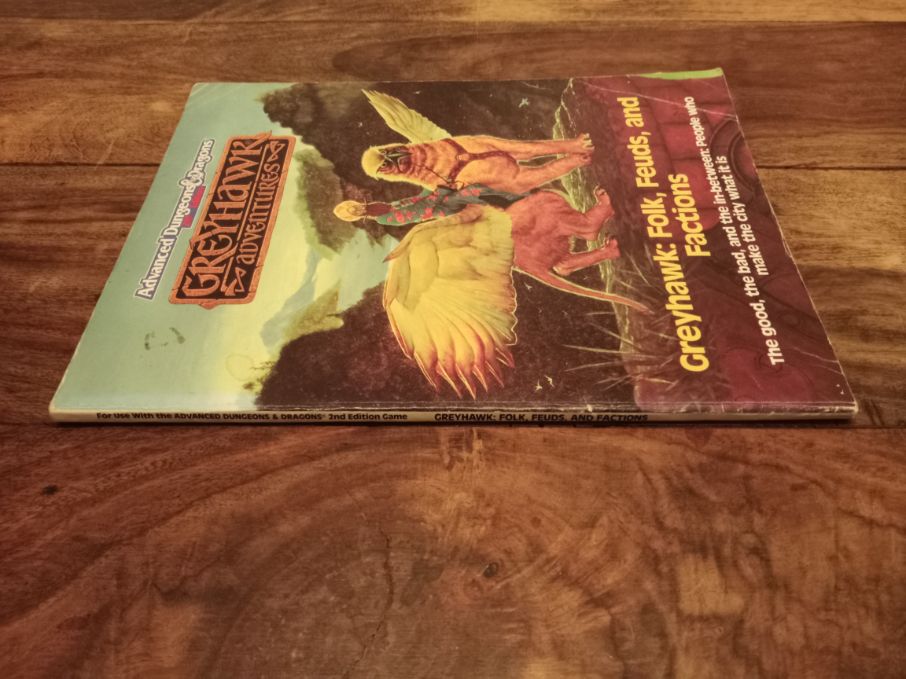 Advanced Dungeons & Dragons
GREYHAWK
ADVENTURES
Greyhawk: Folk, Feuds, and
Factions
The good, the bad, and the in-between: People who
make the city what it is
For Use With the ADVANCED DUNGEONS & DRAGONS® 2nd Edition Game GREYHAWK: FOLK, FEUDS, AND FACTIONS